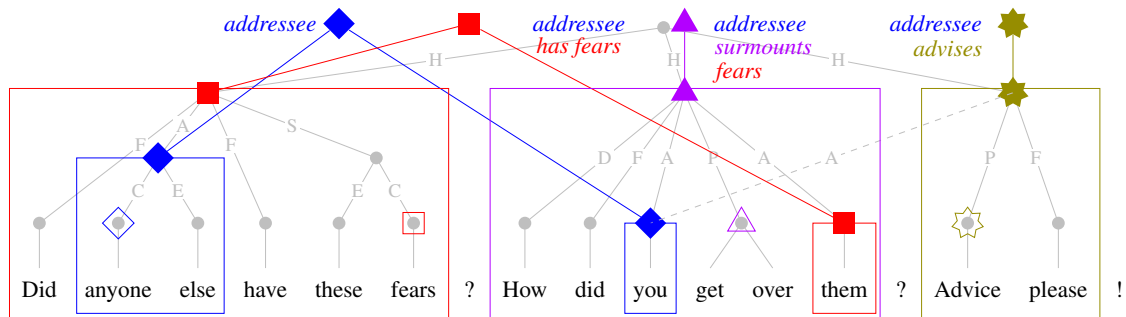 addressee addressee addressee addressee
has fears surmounts advises
fears
H H H
A S
F F D F A P A A P F
C E E C
Did anyone else have these fears ? How did you get over them ? Advice please !